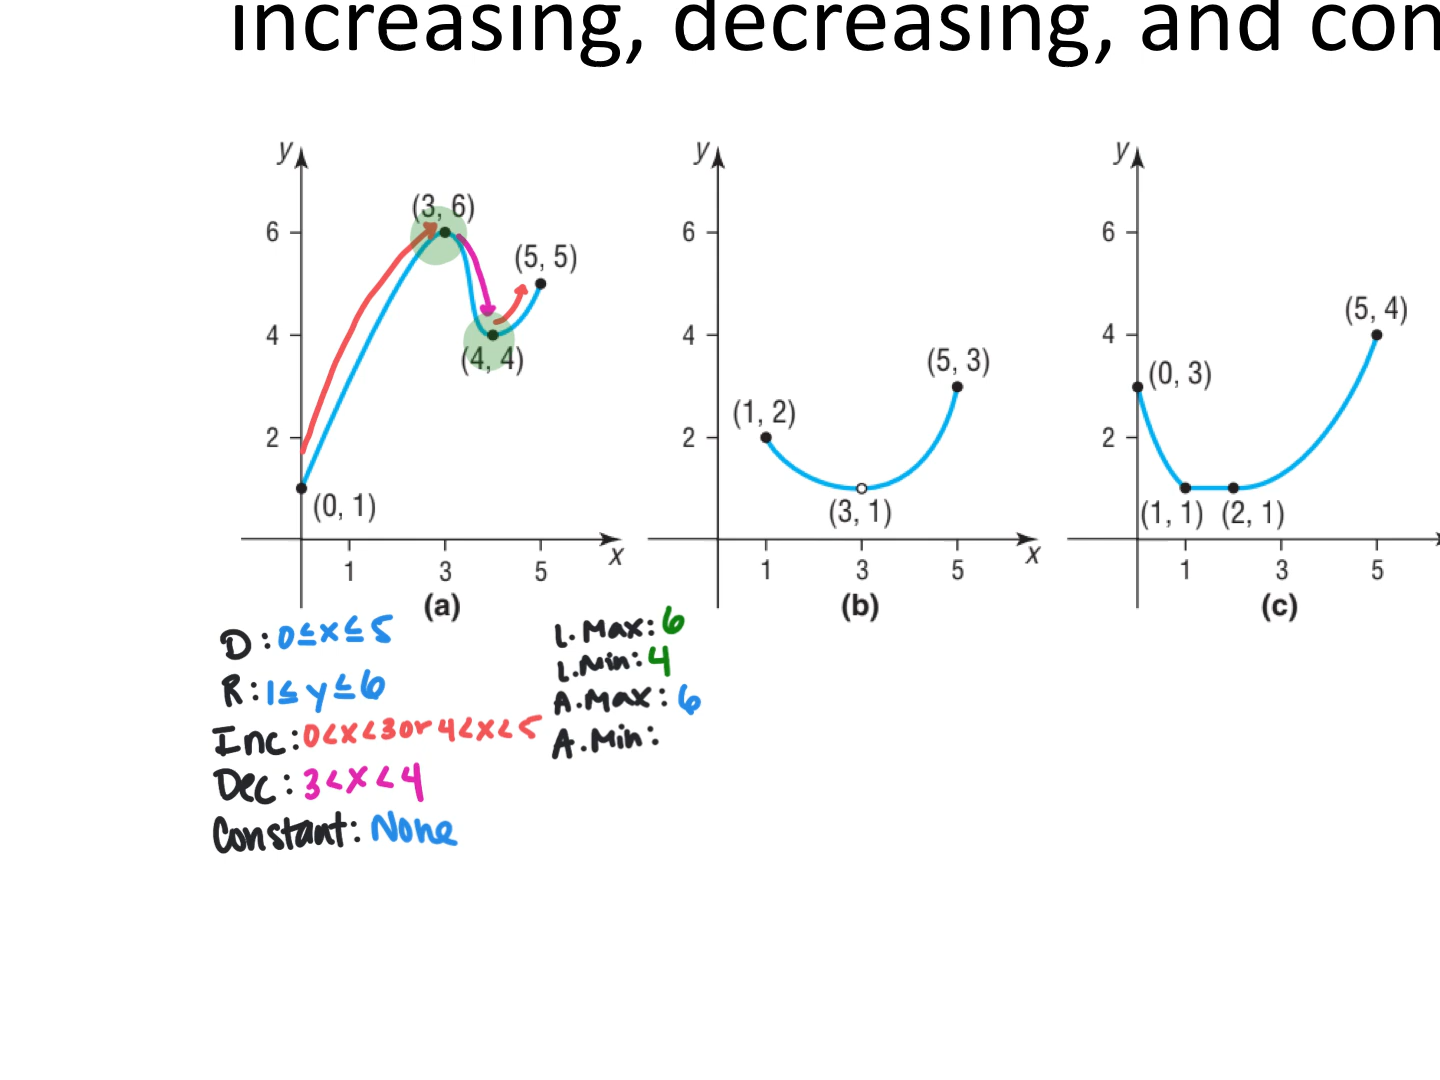 increasing, decreasing, and con
y
6
4
2
(3, 6)
(5, 5)
(4, 4)
(0, 1)
1
3
5
x
(a)
y
6
4
2
(1, 2)
(5, 3)
(3, 1)
1
3
5
x
(b)
y
6
4
2
(0, 3)
(5, 4)
(1, 1) (2, 1)
1
3
5
(c)
D: 0≤x≤5
R: 1≤y≤6
Inc: 0<x<3 or 4<x<5
Dec: 3<x<4
Constant: None
L.Max: 6
L.Min: 4
A.Max: 6
A.Min: